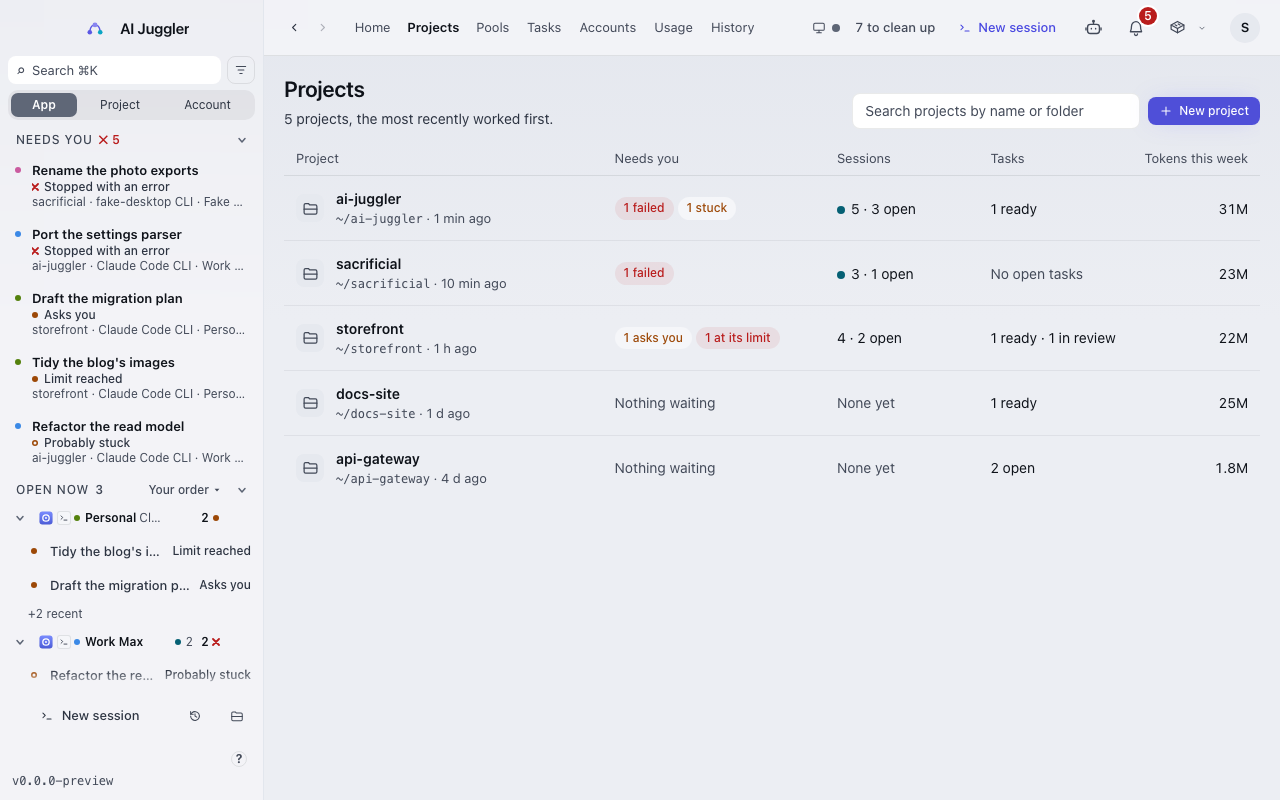 AI Juggler
Search ⌘K
App Project Account
NEEDS YOU 5
Rename the photo exports
Stopped with an error
sacrificial · fake-desktop CLI · Fake ...
Port the settings parser
Stopped with an error
ai-juggler · Claude Code CLI · Work ...
Draft the migration plan
Asks you
storefront · Claude Code CLI · Perso...
Tidy the blog's images
Limit reached
storefront · Claude Code CLI · Perso...
Refactor the read model
Probably stuck
ai-juggler · Claude Code CLI · Work ...
OPEN NOW 3 Your order
Personal Cl... 2
Tidy the blog's i... Limit reached
Draft the migration p... Asks you
+2 recent
Work Max 2 2
Refactor the re... Probably stuck
New session
?
v0.0.0-preview
Home Projects Pools Tasks Accounts Usage History 7 to clean up New session 5 S
Projects
5 projects, the most recently worked first.
Search projects by name or folder
New project
Project Needs you Sessions Tasks Tokens this week
ai-juggler
~/ai-juggler · 1 min ago
1 failed 1 stuck 5 · 3 open 1 ready 31M
sacrificial
~/sacrificial · 10 min ago
1 failed 3 · 1 open No open tasks 23M
storefront
~/storefront · 1 h ago
1 asks you 1 at its limit 4 · 2 open 1 ready · 1 in review 22M
docs-site
~/docs-site · 1 d ago
Nothing waiting None yet 1 ready 25M
api-gateway
~/api-gateway · 4 d ago
Nothing waiting None yet 2 open 1.8M